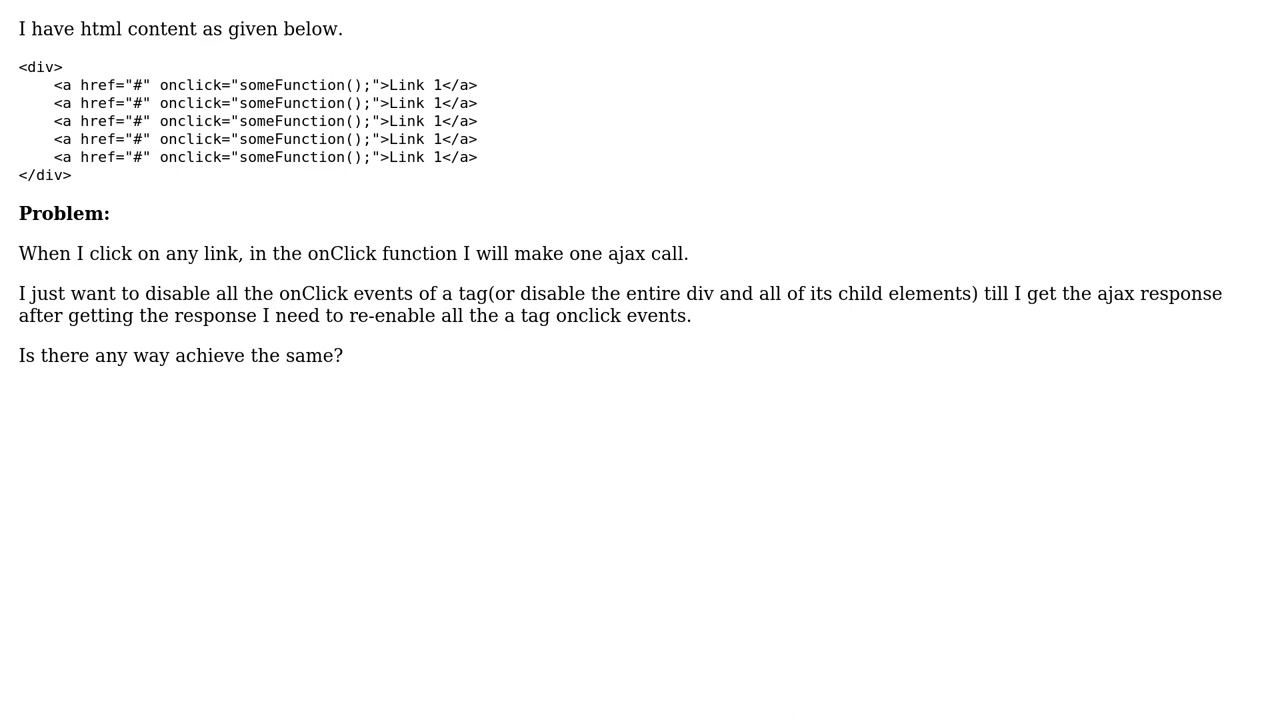 I have html content as given below.
<div>
    <a href="#" onclick="someFunction();">Link 1</a>
    <a href="#" onclick="someFunction();">Link 1</a>
    <a href="#" onclick="someFunction();">Link 1</a>
    <a href="#" onclick="someFunction();">Link 1</a>
    <a href="#" onclick="someFunction();">Link 1</a>
</div>
Problem:
When I click on any link, in the onClick function I will make one ajax call.
I just want to disable all the onClick events of a tag(or disable the entire div and all of its child elements) till I get the ajax response
after getting the response I need to re-enable all the a tag onclick events.
Is there any way achieve the same?